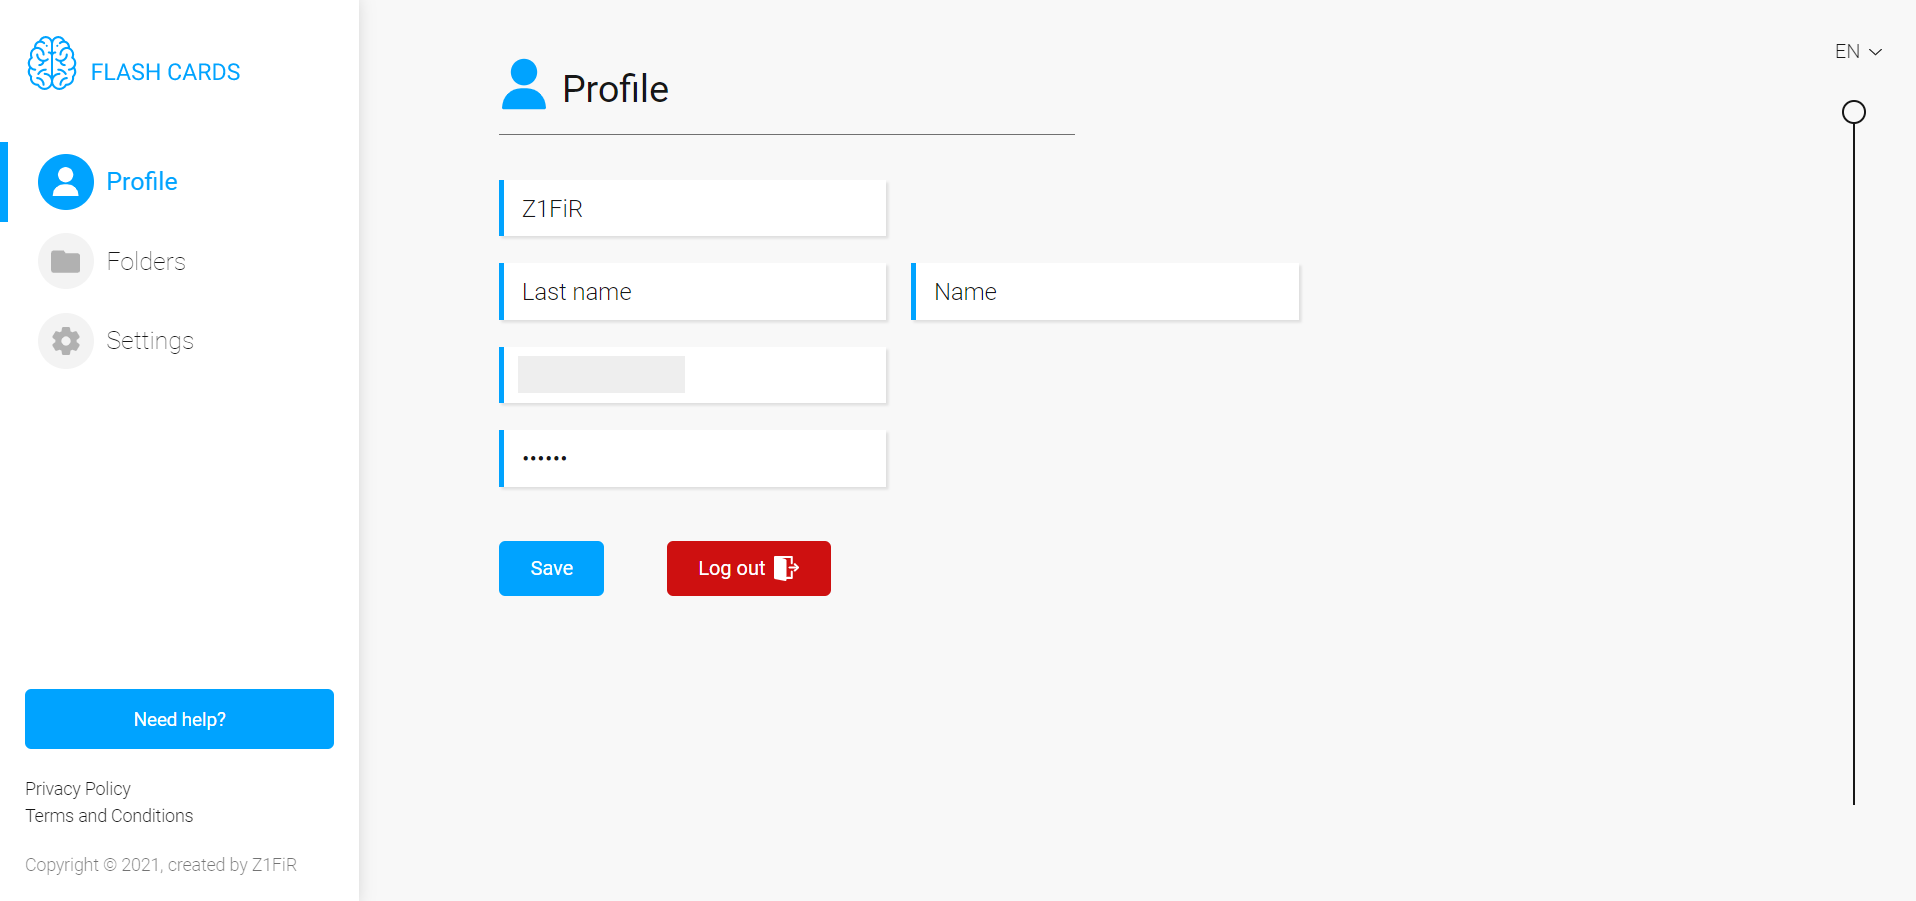 FLASH CARDS
Profile
Folders
Settings
Need help?
Privacy Policy
Terms and Conditions
Copyright © 2021, created by Z1FiR
EN
Profile
Z1FiR
Last name
Name
••••••
Save
Log out